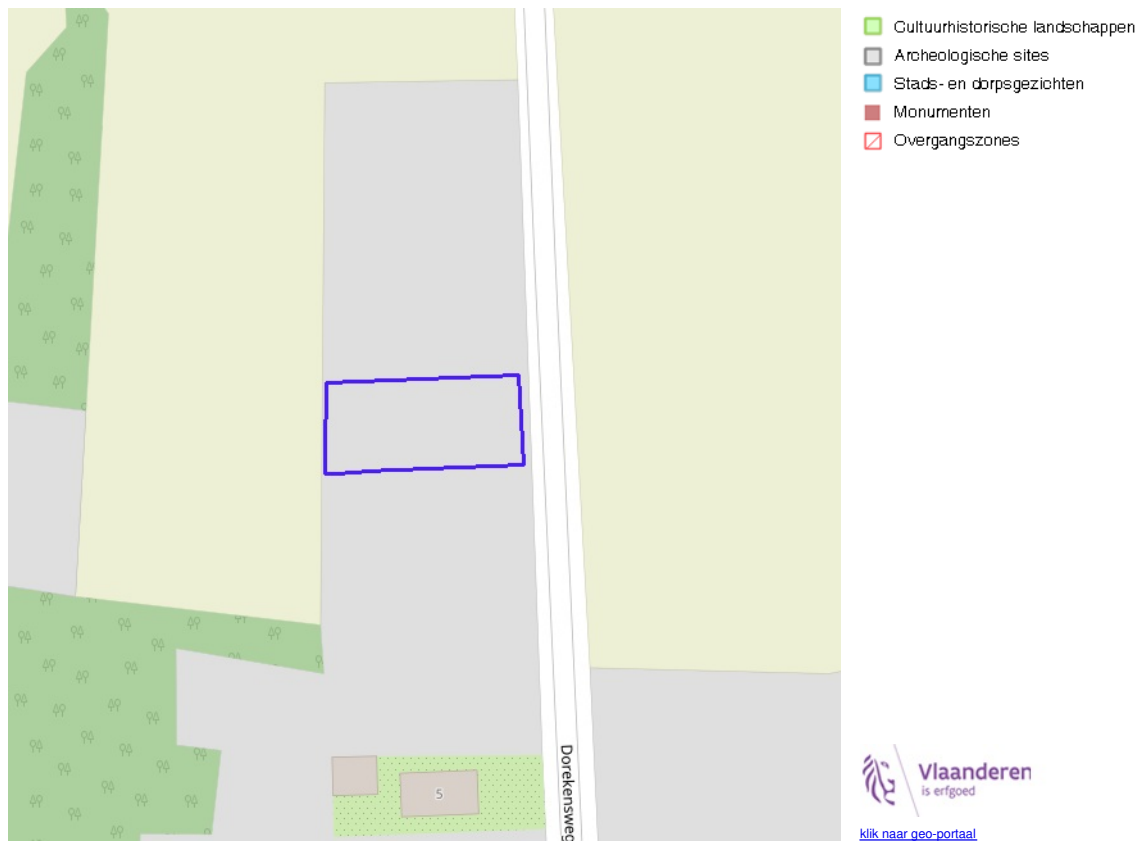 Cultuurhistorische landschappen
Archeologische sites
Stads- en dorpsgezichten
Monumenten
Overgangszones
5
Dorekensweg
Vlaanderen
is erfgoed
klik naar geo-portaal